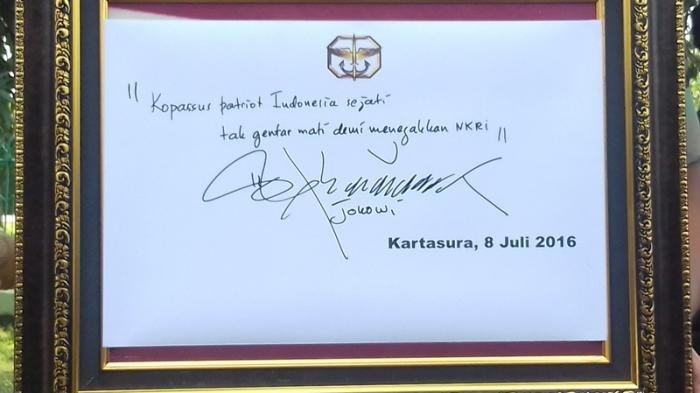 " Kopassus patriot Indonesia sejati
tak gentar mati demi menegakkan NKRI "
Jokowi
Kartasura, 8 Juli 2016